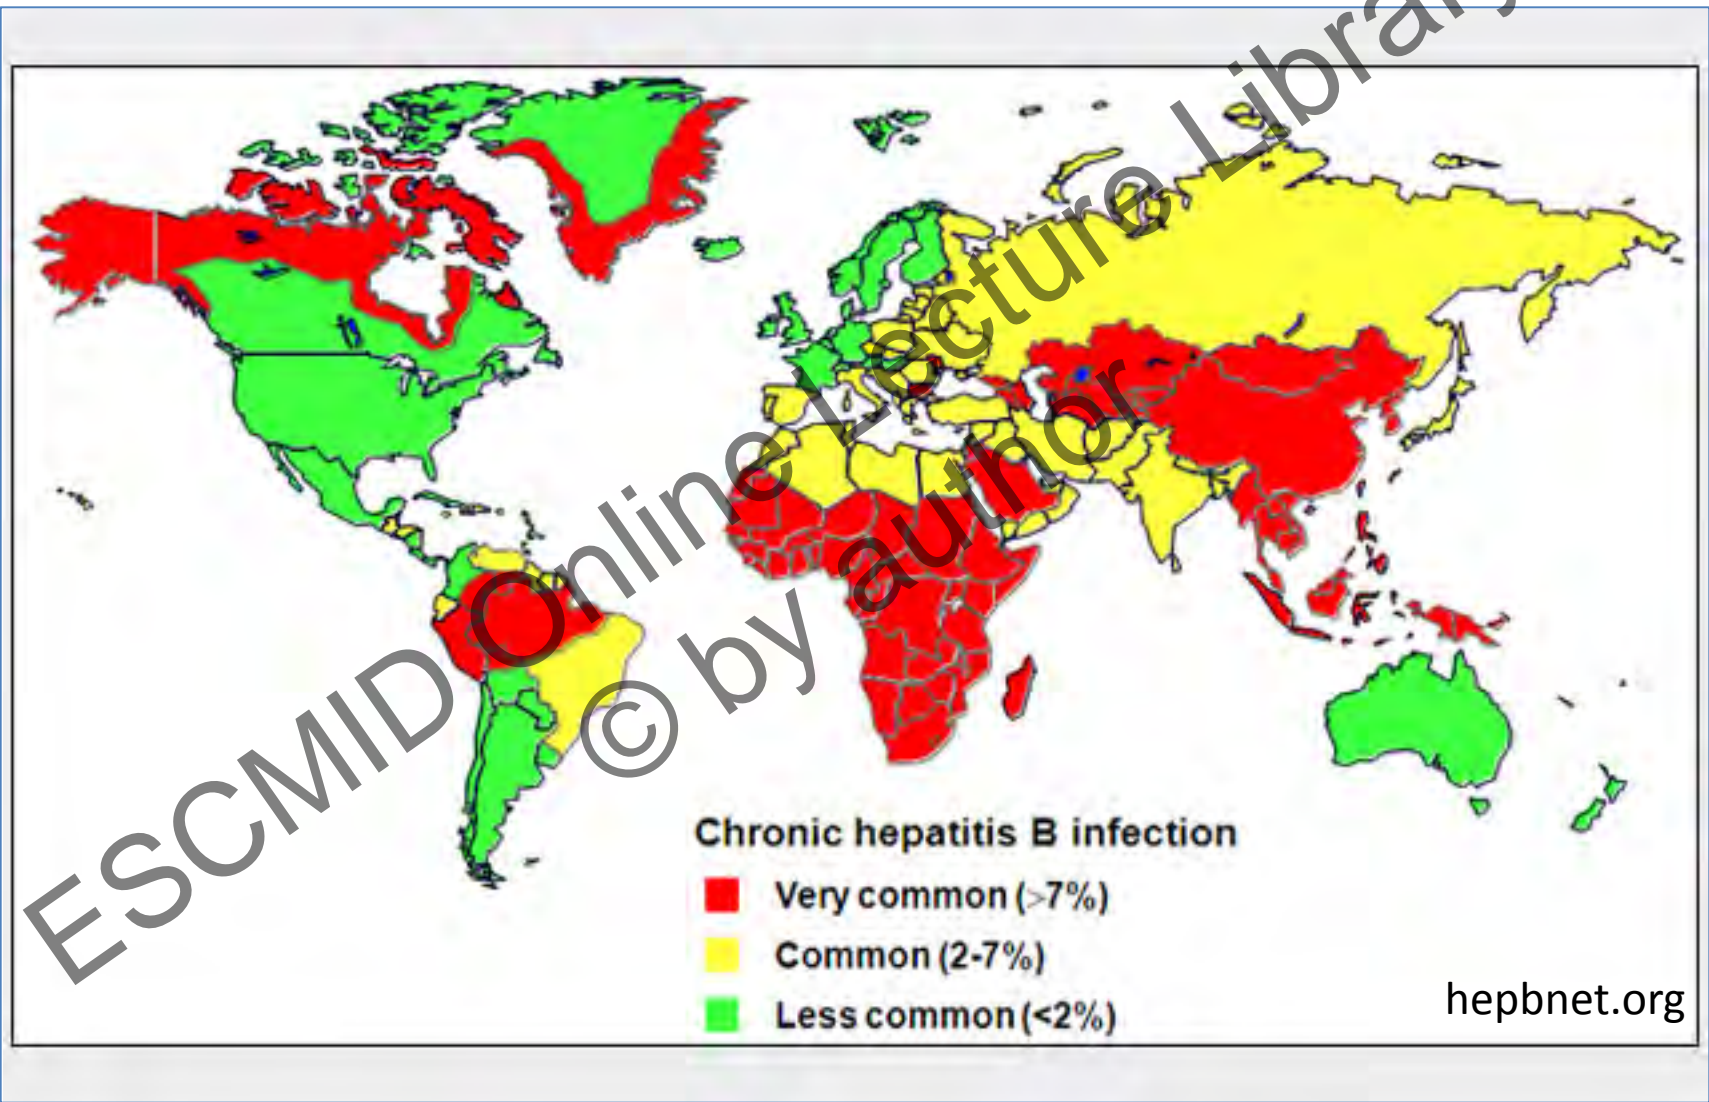 ESCMID Online Lecture Library
© by author
Chronic hepatitis B infection
Very common (>7%)
Common (2-7%)
Less common (<2%)
hepbnet.org